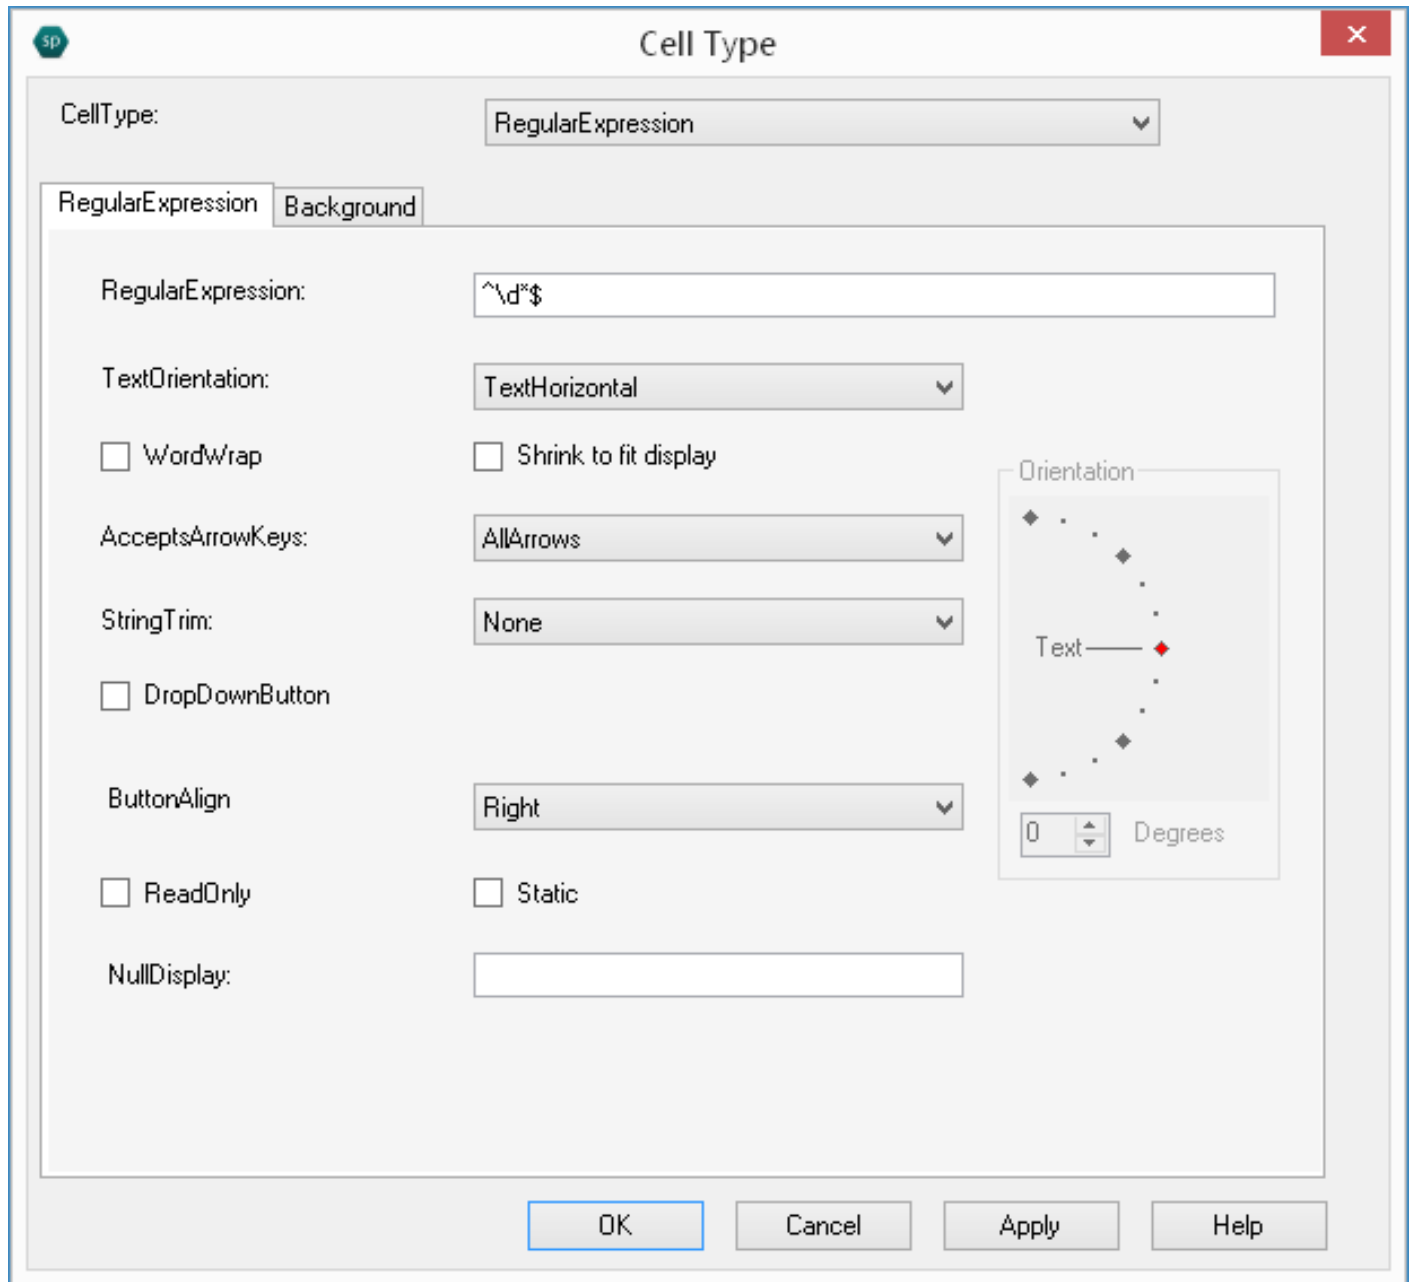 sp
Cell Type
CellType:
RegularExpression
RegularExpression
Background
RegularExpression:
^\d*$
TextOrientation:
TextHorizontal
WordWrap
Shrink to fit display
Orientation
AcceptsArrowKeys:
AllArrows
StringTrim:
None
Text
DropDownButton
ButtonAlign
Right
0
Degrees
ReadOnly
Static
NullDisplay:
OK
Cancel
Apply
Help